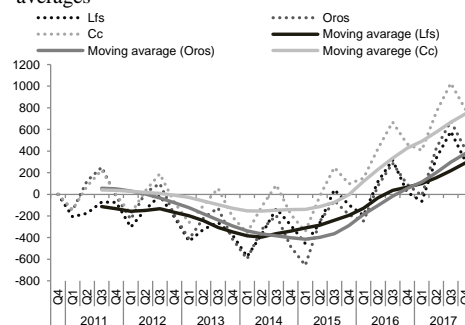 averages
Lfs Oros
Cc Moving avarage (Lfs)
Moving avarage (Oros) Moving avarege (Cc)
1200
1000
800
600
400
200
0
-200
-400
-600
-800
Q4 Q1 Q2 Q3 Q4 Q1 Q2 Q3 Q4 Q1 Q2 Q3 Q4 Q1 Q2 Q3 Q4 Q1 Q2 Q3 Q4 Q1 Q2 Q3 Q4 Q1 Q2 Q3 Q4
2011 2012 2013 2014 2015 2016 2017